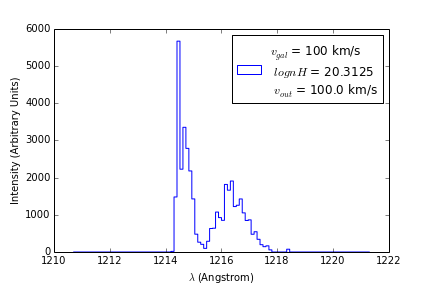 6000
5000
4000
3000
2000
1000
0
1210
1212
1214
1216
1218
1220
1222
Intensity (Arbitrary Units)
λ (Angstrom)
v_gal = 100 km/s
lognH = 20.3125
v_out = 100.0 km/s